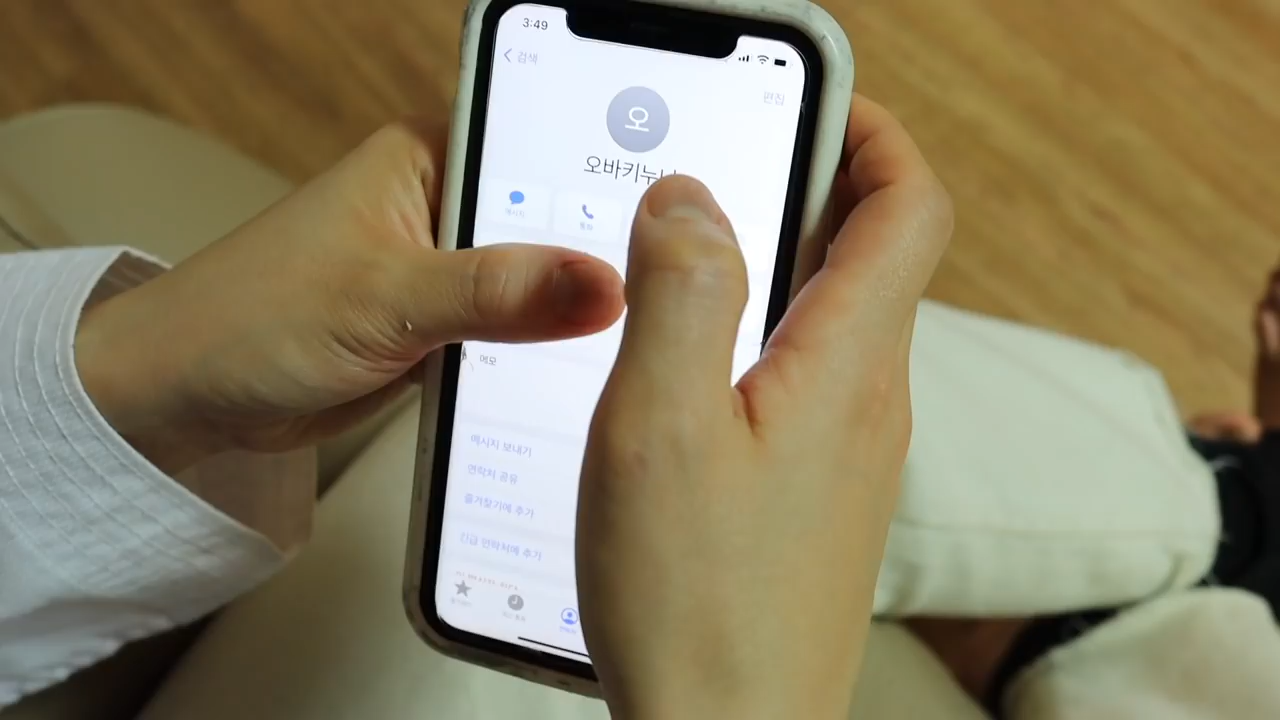 3:49
검색
편집
오
오바키누나
메시지
통화
메모
메시지 보내기
연락처 공유
즐겨찾기에 추가
긴급 연락처에 추가